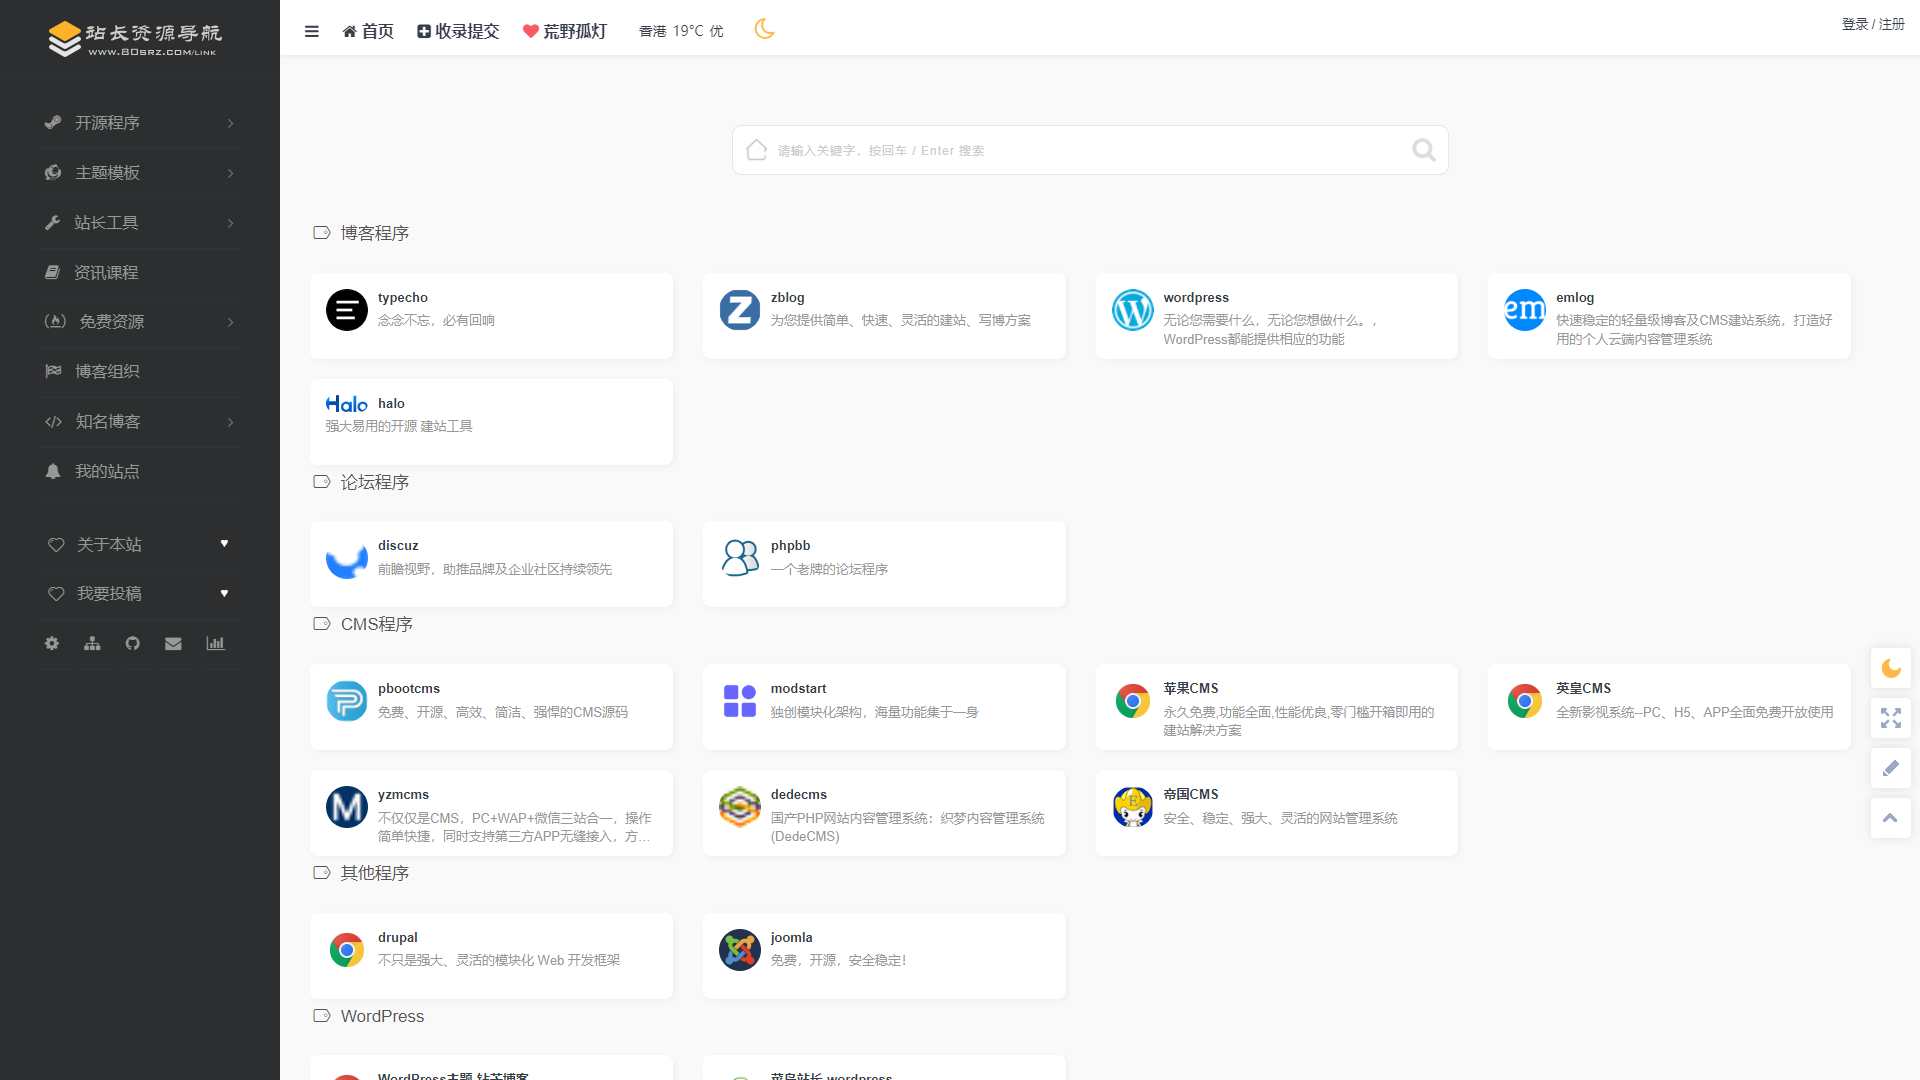 站长资源导航
www.80srz.com/link
首页
收录提交
荒野孤灯
香港 19°C 优
登录 / 注册
开源程序
主题模板
站长工具
资讯课程
免费资源
博客组织
知名博客
我的站点
关于本站
我要投稿
请输入关键字，按回车 / Enter 搜索
博客程序
typecho
念念不忘，必有回响
zblog
为您提供简单、快速、灵活的建站、写博方案
wordpress
无论您需要什么，无论您想做什么。，
WordPress都能提供相应的功能
em
emlog
快速稳定的轻量级博客及CMS建站系统，打造好
用的个人云端内容管理系统
Halo
halo
强大易用的开源 建站工具
论坛程序
discuz
前瞻视野，助推品牌及企业社区持续领先
phpbb
一个老牌的论坛程序
CMS程序
pbootcms
免费、开源、高效、简洁、强悍的CMS源码
modstart
独创模块化架构，海量功能集于一身
苹果CMS
永久免费,功能全面,性能优良,零门槛开箱即用的
建站解决方案
英皇CMS
全新影视系统--PC、H5、APP全面免费开放使用
yzmcms
不仅仅是CMS，PC+WAP+微信三站合一，操作
简单快捷，同时支持第三方APP无缝接入，方...
dedecms
国产PHP网站内容管理系统：织梦内容管理系统
(DedeCMS)
帝国CMS
安全、稳定、强大、灵活的网站管理系统
其他程序
drupal
不只是强大、灵活的模块化 Web 开发框架
joomla
免费，开源，安全稳定！
WordPress
WordPress主题-钻芒博客
菜鸟站长-wordpress